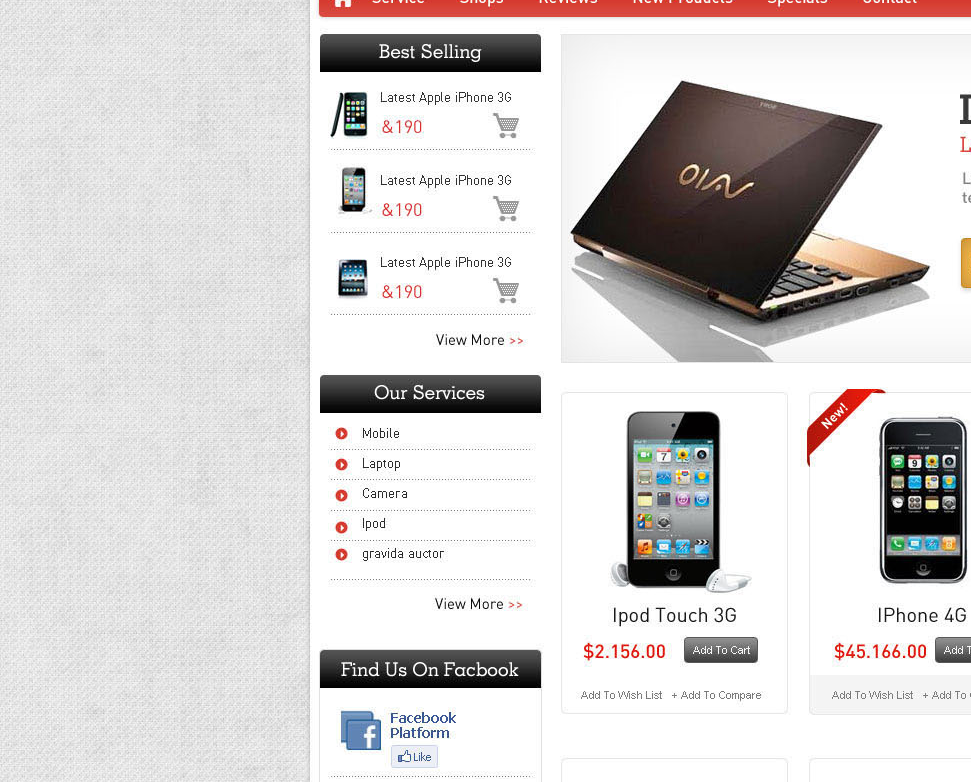 Service Shops Reviews New Products Specials Contact
Best Selling
Latest Apple iPhone 3G
&190
Latest Apple iPhone 3G
&190
Latest Apple iPhone 3G
&190
View More >>
Our Services
Mobile
Laptop
Camera
Ipod
gravida auctor
View More >>
Find Us On Facbook
Facebook
Platform
Like
VAIO
New!
Ipod Touch 3G
$2.156.00 Add To Cart
Add To Wish List + Add To Compare
IPhone 4G
$45.166.00 Add
Add To Wish List + Add To